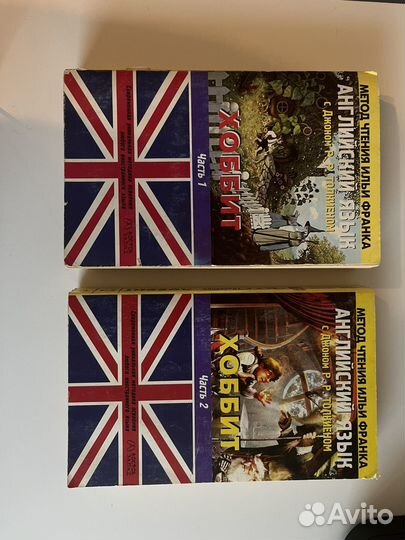 МЕТОД ЧТЕНИЯ ИЛЬИ ФРАНКА
АНГЛИЙСКИЙ ЯЗЫК
с Джоном Р. Р. ТОЛКИЕНОМ
ХОББИТ
Часть 1
МЕТОД ЧТЕНИЯ ИЛЬИ ФРАНКА
АНГЛИЙСКИЙ ЯЗЫК
с Джоном Р. Р. ТОЛКИЕНОМ
ХОББИТ
Часть 2
Avito